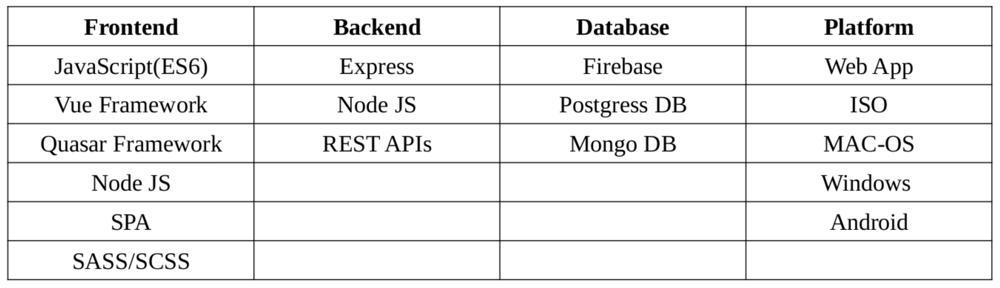 Frontend Backend Database Platform
JavaScript(ES6) Express Firebase Web App
Vue Framework Node JS Postgress DB ISO
Quasar Framework REST APIs Mongo DB MAC-OS
Node JS Windows
SPA Android
SASS/SCSS